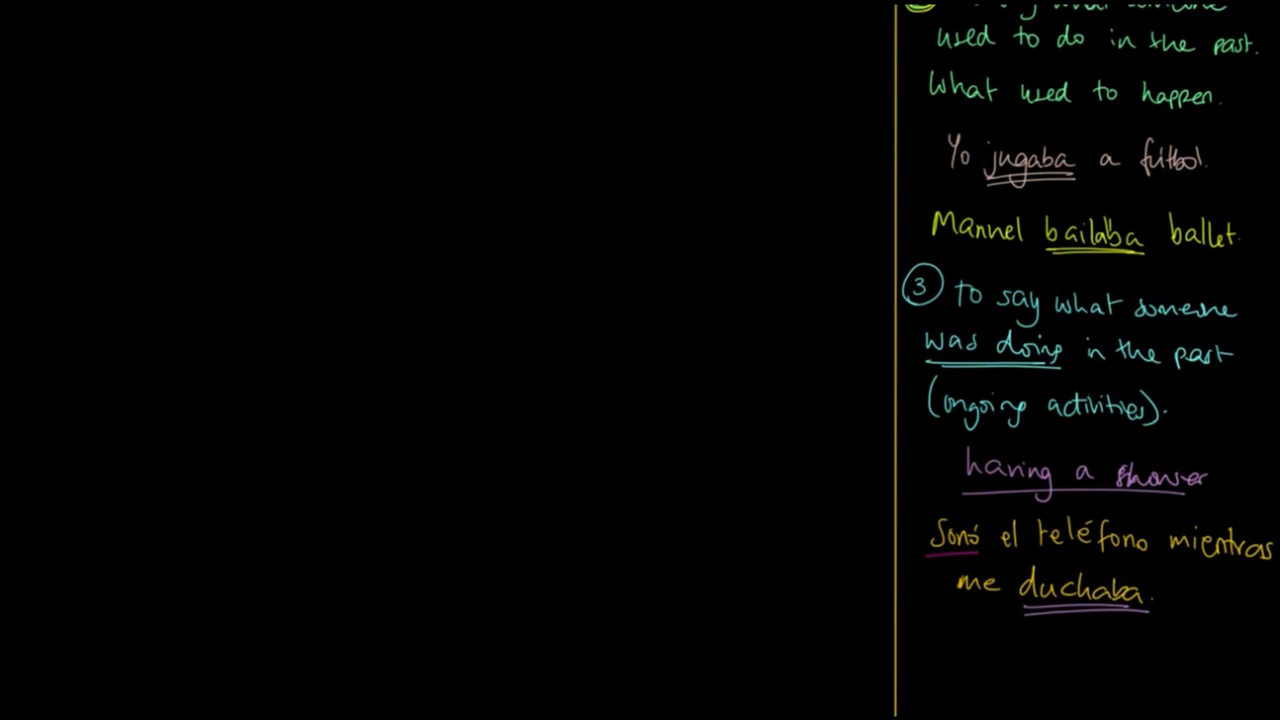 used to do in the past.
What used to happen.
Yo jugaba a fútbol.
Manuel bailaba ballet.
3 to say what someone
was doing in the past
(ongoing activities).
having a shower
Sonó el teléfono mientras
me duchaba.